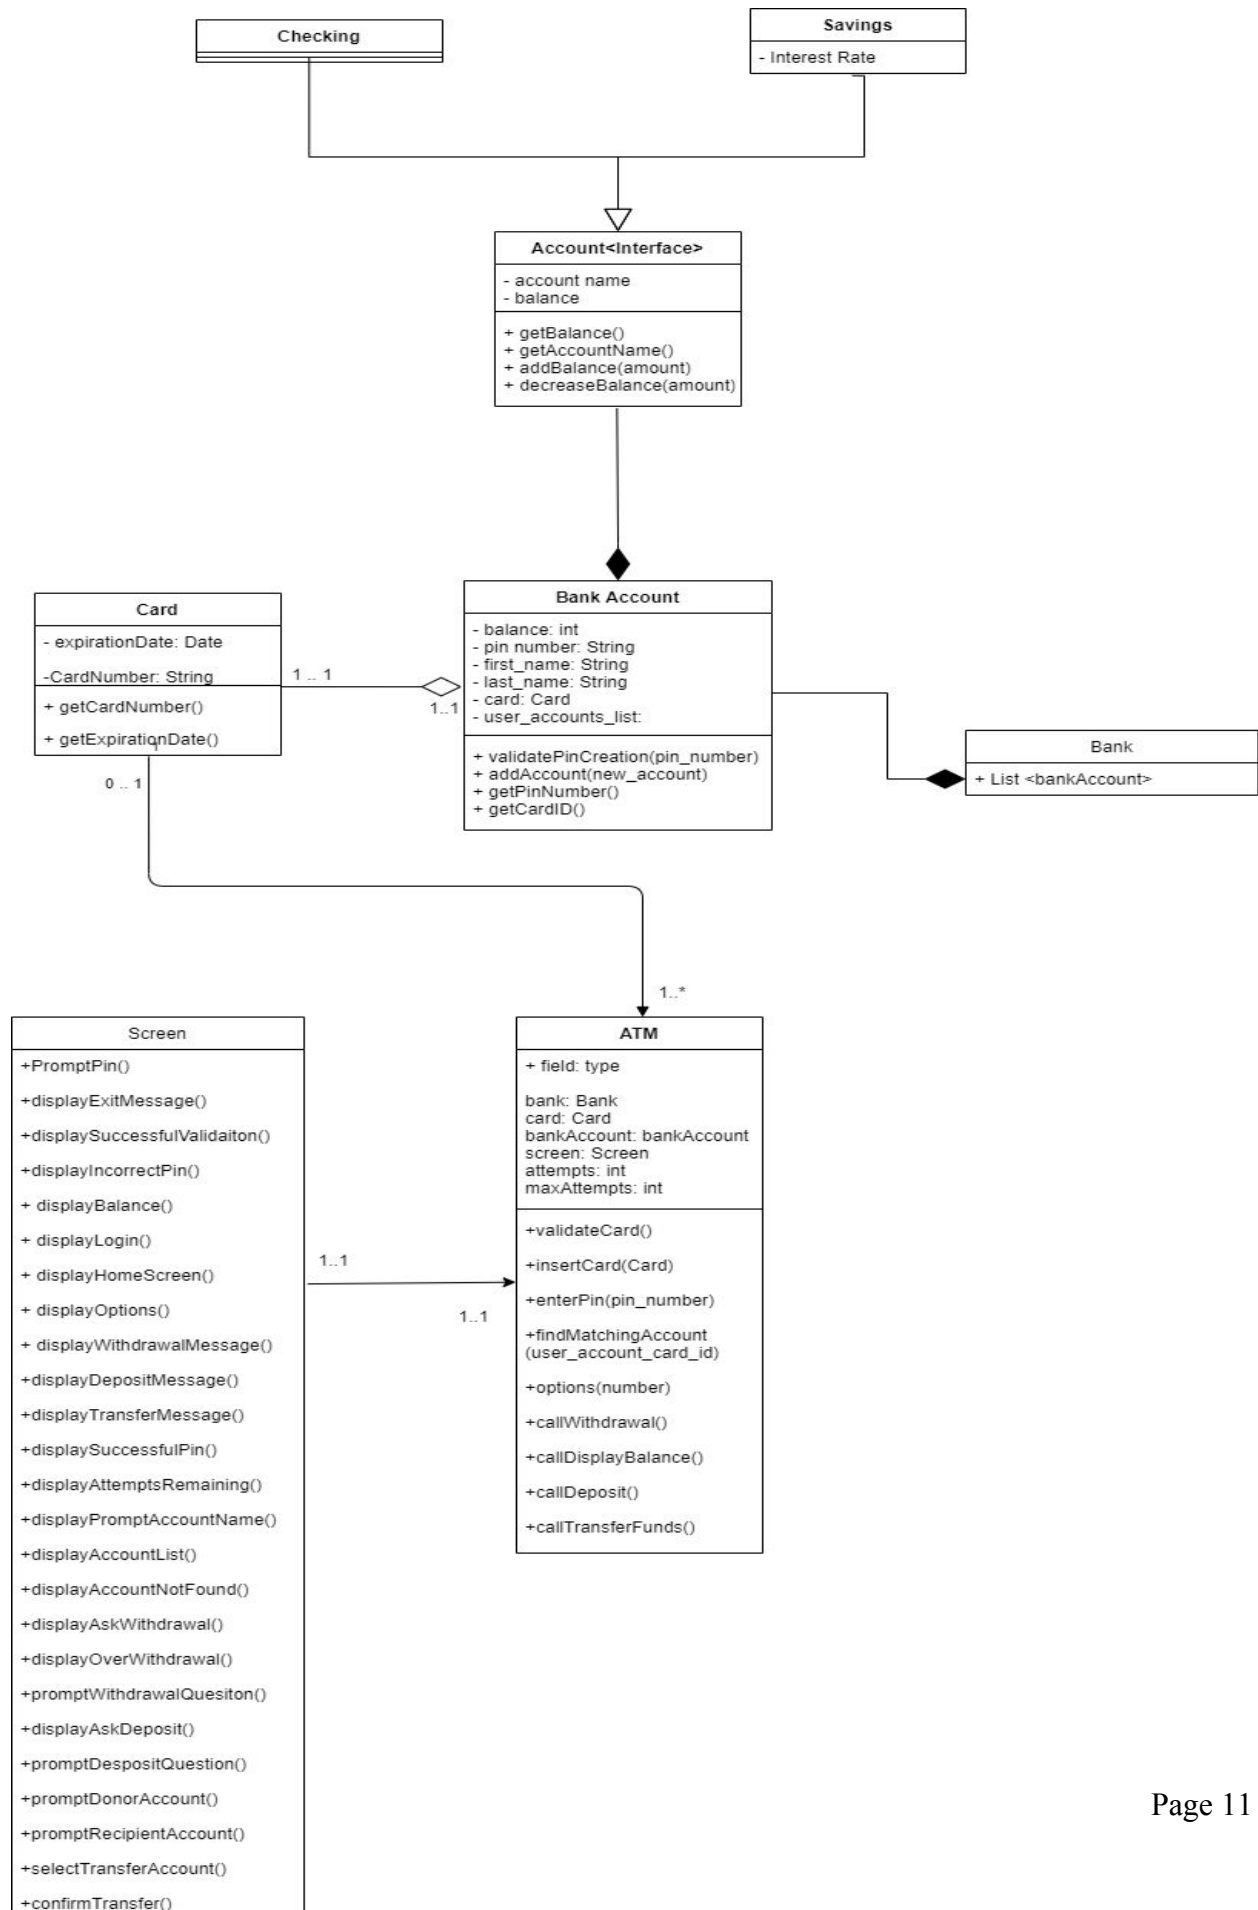 Checking
Savings
- Interest Rate
Account<Interface>
- account name
- balance
+ getBalance()
+ getAccountName()
+ addBalance(amount)
+ decreaseBalance(amount)
Card
- expirationDate: Date
-CardNumber: String
+ getCardNumber()
+ getExpirationDate()
1
1 .. 1
1..1
0 .. 1
Bank Account
- balance: int
- pin number: String
- first_name: String
- last_name: String
- card: Card
- user_accounts_list:
+ validatePinCreation(pin_number)
+ addAccount(new_account)
+ getPinNumber()
+ getCardID()
Bank
+ List <bankAccount>
1..*
Screen
+PromptPin()
+displayExitMessage()
+displaySuccessfulValidaiton()
+displayIncorrectPin()
+ displayBalance()
+ displayLogin()
+ displayHomeScreen()
+ displayOptions()
+ displayWithdrawalMessage()
+displayDepositMessage()
+displayTransferMessage()
+displaySuccessfulPin()
+displayAttemptsRemaining()
+displayPromptAccountName()
+displayAccountList()
+displayAccountNotFound()
+displayAskWithdrawal()
+displayOverWithdrawal()
+promptWithdrawalQuesiton()
+displayAskDeposit()
+promptDespositQuestion()
+promptDonorAccount()
+promptRecipientAccount()
+selectTransferAccount()
+confirmTransfer()
1..1
1..1
ATM
+ field: type
bank: Bank
card: Card
bankAccount: bankAccount
screen: Screen
attempts: int
maxAttempts: int
+validateCard()
+insertCard(Card)
+enterPin(pin_number)
+findMatchingAccount
(user_account_card_id)
+options(number)
+callWithdrawal()
+callDisplayBalance()
+callDeposit()
+callTransferFunds()
Page 11